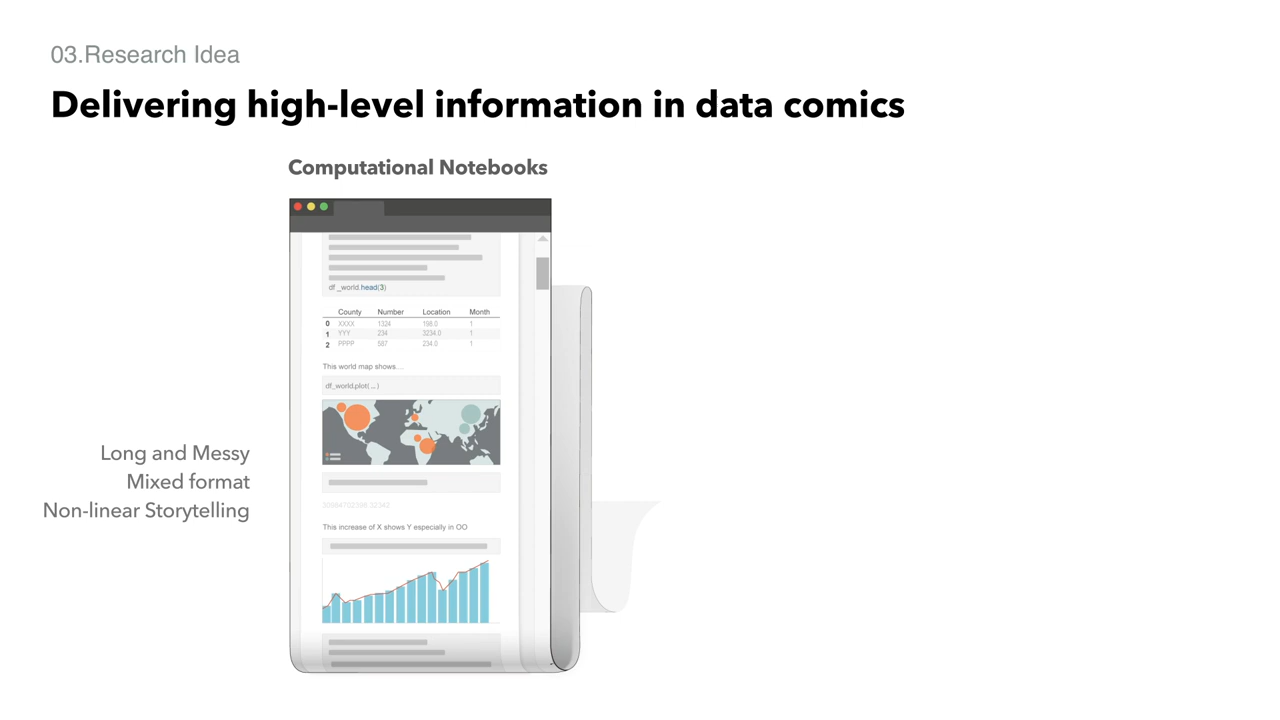 03.Research Idea
Delivering high-level information in data comics
Computational Notebooks
df _world.head(3)
County Number Location Month
0 XXXX 1324 198.0 1
1 YYY 234 3234.0 1
2 PPPP 587 234.0 1
This world map shows...
df_world.plot( ... )
Long and Messy
Mixed format
Non-linear Storytelling
This increase of X shows Y especially in OO